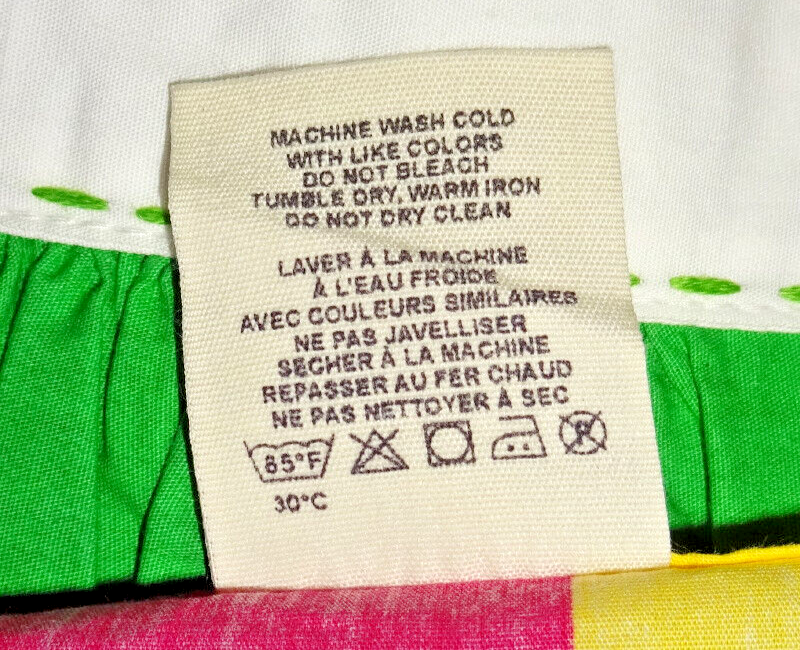 MACHINE WASH COLD
WITH LIKE COLORS
DO NOT BLEACH
TUMBLE DRY, WARM IRON
DO NOT DRY CLEAN
LAVER À LA MACHINE
À L'EAU FROIDE
AVEC COULEURS SIMILAIRES
NE PAS JAVELLISER
SECHER À LA MACHINE
REPASSER AU FER CHAUD
NE PAS NETTOYER À SEC
85°F P
30°C